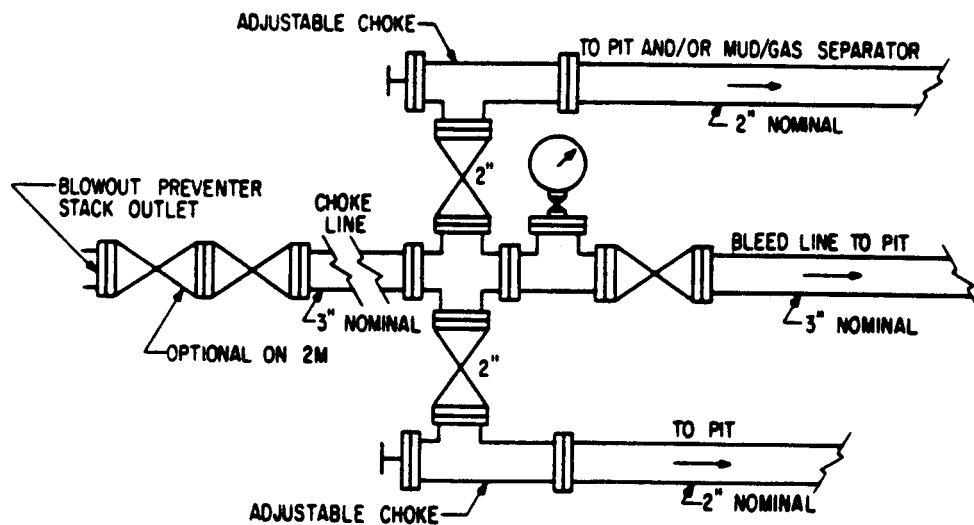 ADJUSTABLE CHOKE
TO PIT AND/OR MUD/GAS SEPARATOR
2" NOMINAL
2"
BLOWOUT PREVENTER
STACK OUTLET
CHOKE
LINE
BLEED LINE TO PIT
3" NOMINAL
3" NOMINAL
OPTIONAL ON 2M
2"
TO PIT
2" NOMINAL
ADJUSTABLE CHOKE